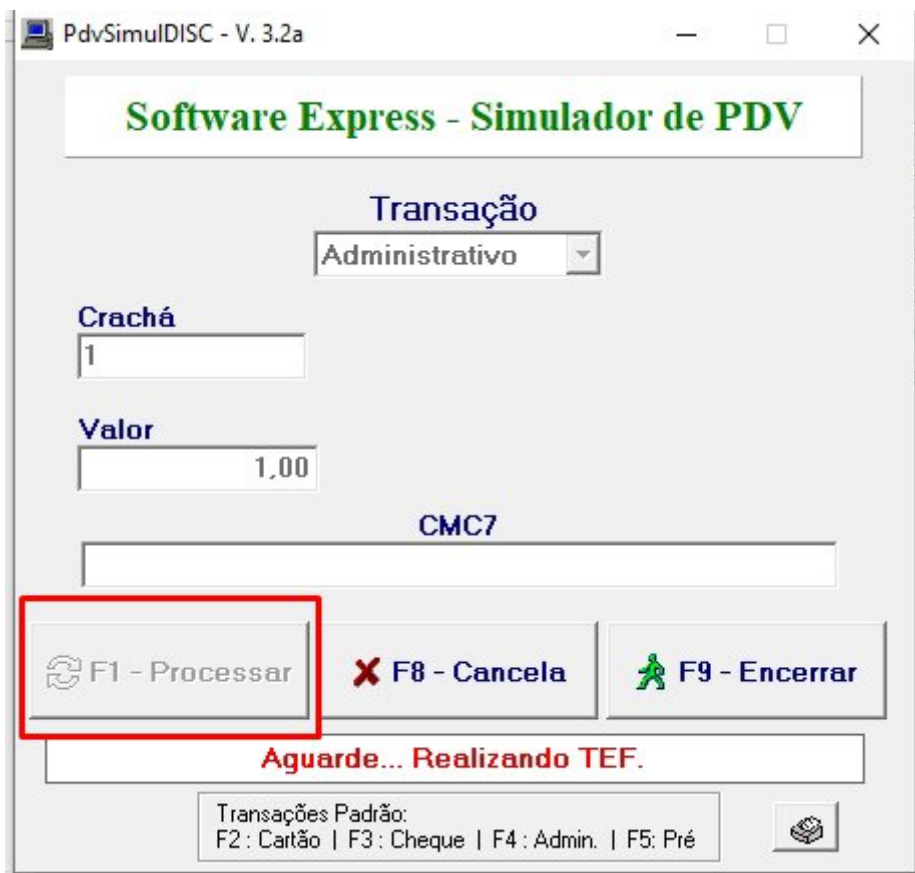 PdvSimulDISC - V. 3.2a
Software Express - Simulador de PDV
Transação
Administrativo
Crachá
1
Valor
1,00
CMC7
F1 - Processar
F8 - Cancela
F9 - Encerrar
Aguarde... Realizando TEF.
Transações Padrão:
F2 : Cartão | F3 : Cheque | F4 : Admin. | F5: Pré